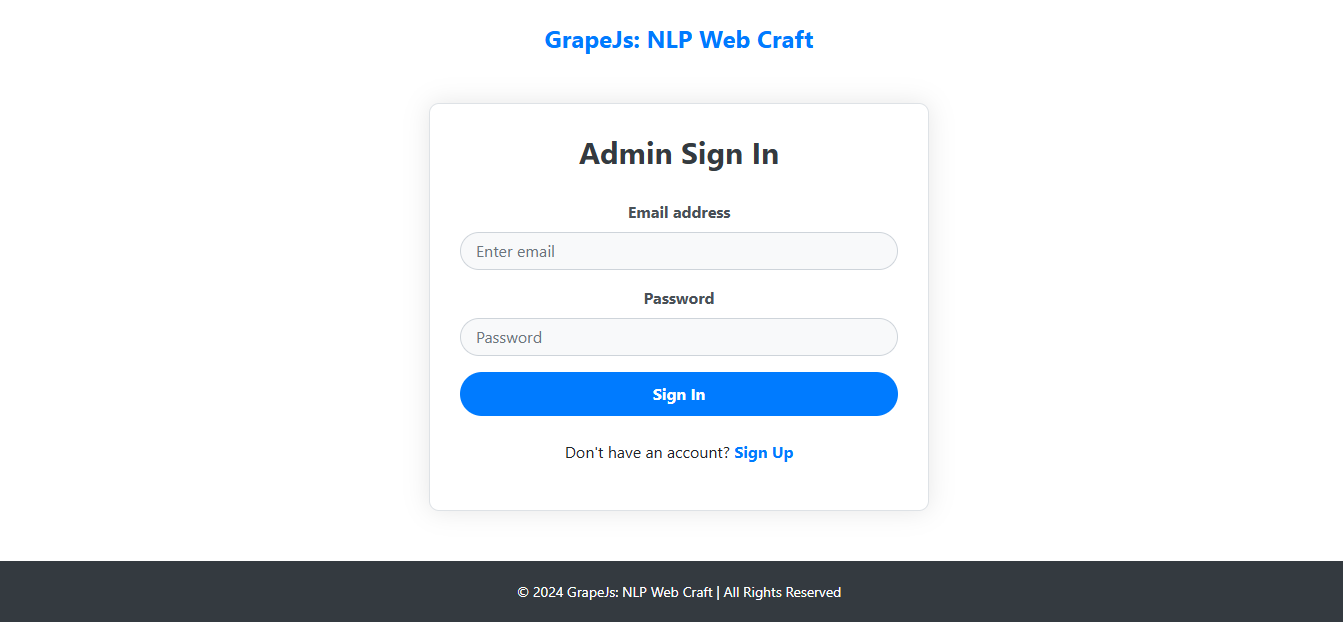 GrapeJs: NLP Web Craft
Admin Sign In
Email address
Enter email
Password
Password
Sign In
Don't have an account? Sign Up
© 2024 GrapeJs: NLP Web Craft | All Rights Reserved